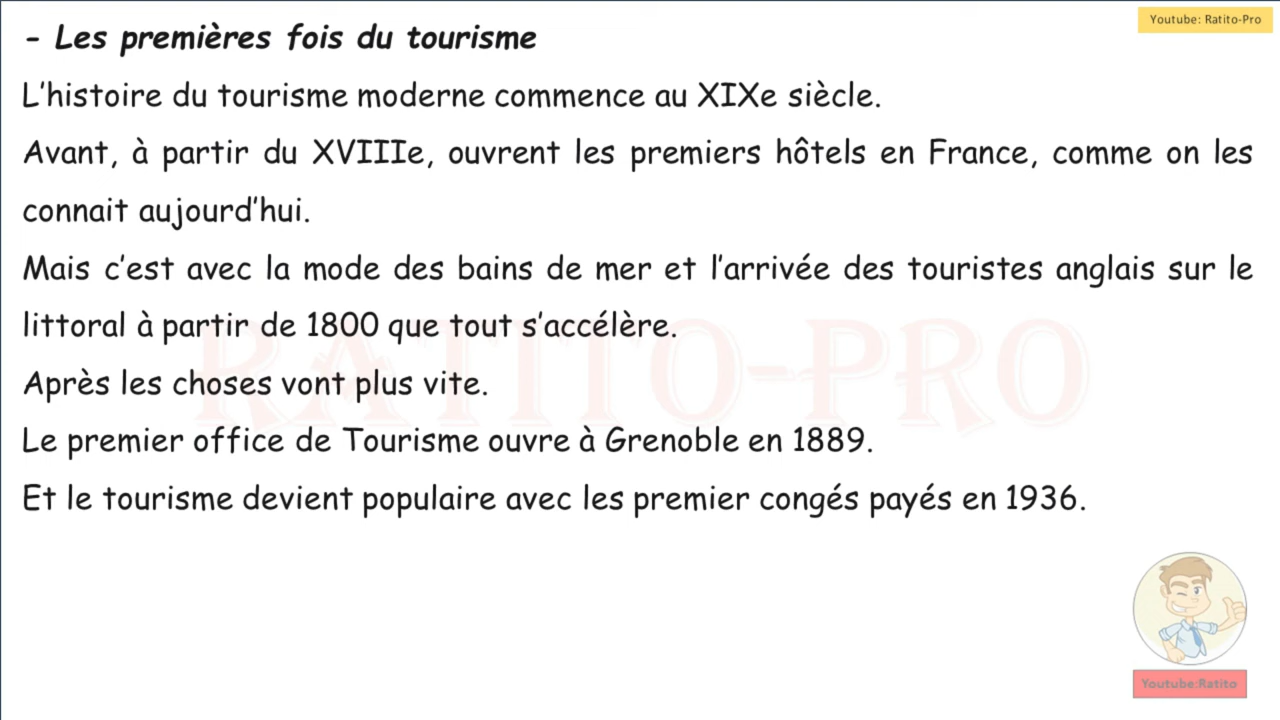 Youtube: Ratito-Pro
- Les premières fois du tourisme
L'histoire du tourisme moderne commence au XIXe siècle.
Avant, à partir du XVIIIe, ouvrent les premiers hôtels en France, comme on les
connait aujourd'hui.
Mais c'est avec la mode des bains de mer et l'arrivée des touristes anglais sur le
littoral à partir de 1800 que tout s'accélère.
RATITO-PRO
Après les choses vont plus vite.
Le premier office de Tourisme ouvre à Grenoble en 1889.
Et le tourisme devient populaire avec les premier congés payés en 1936.
Youtube:Ratito